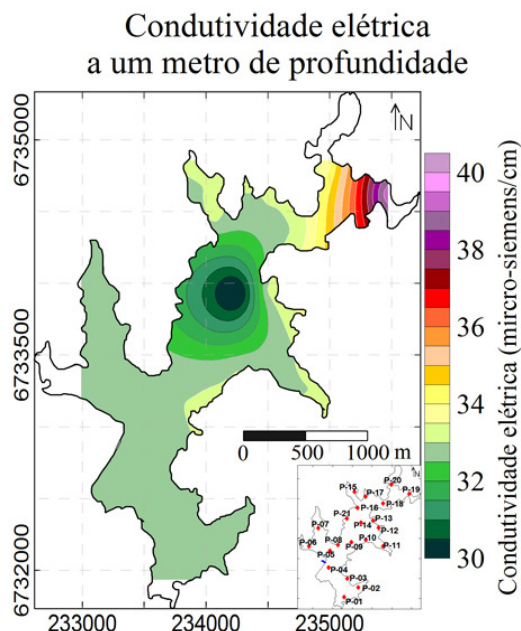 Condutividade elétrica
a um metro de profundidade
N
6735000
6733500
6732000
233000
234000
235000
0
500
1000 m
40
38
36
34
32
30
Condutividade elétrica (mircro-siemens/cm)
N
P-20
P-15
P-17
P-19
P-16
P-18
P-21
P-13
P-14
P-07
P-12
P-06
P-08
P-10
P-09
P-11
P-05
P-04
P-03
P-02
P-01